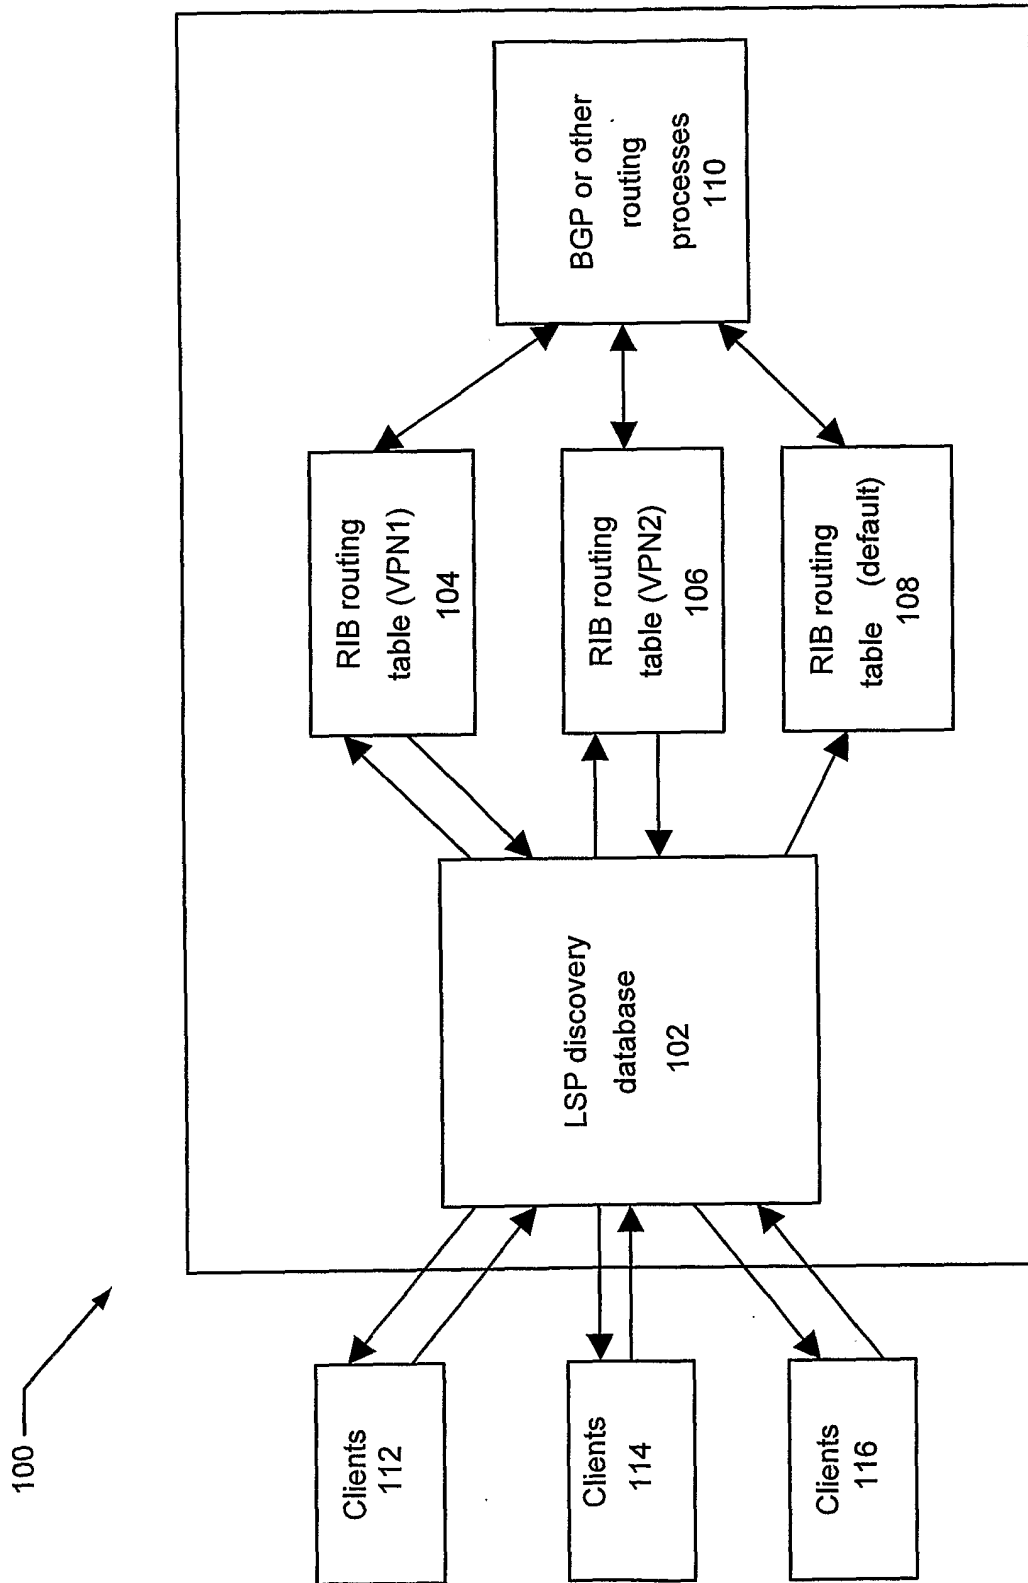 100
Clients
112
Clients
114
Clients
116
LSP discovery
database
102
RIB routing
table (VPN1)
104
RIB routing
table (VPN2)
106
RIB routing
table (default)
108
BGP or other
routing
processes
110